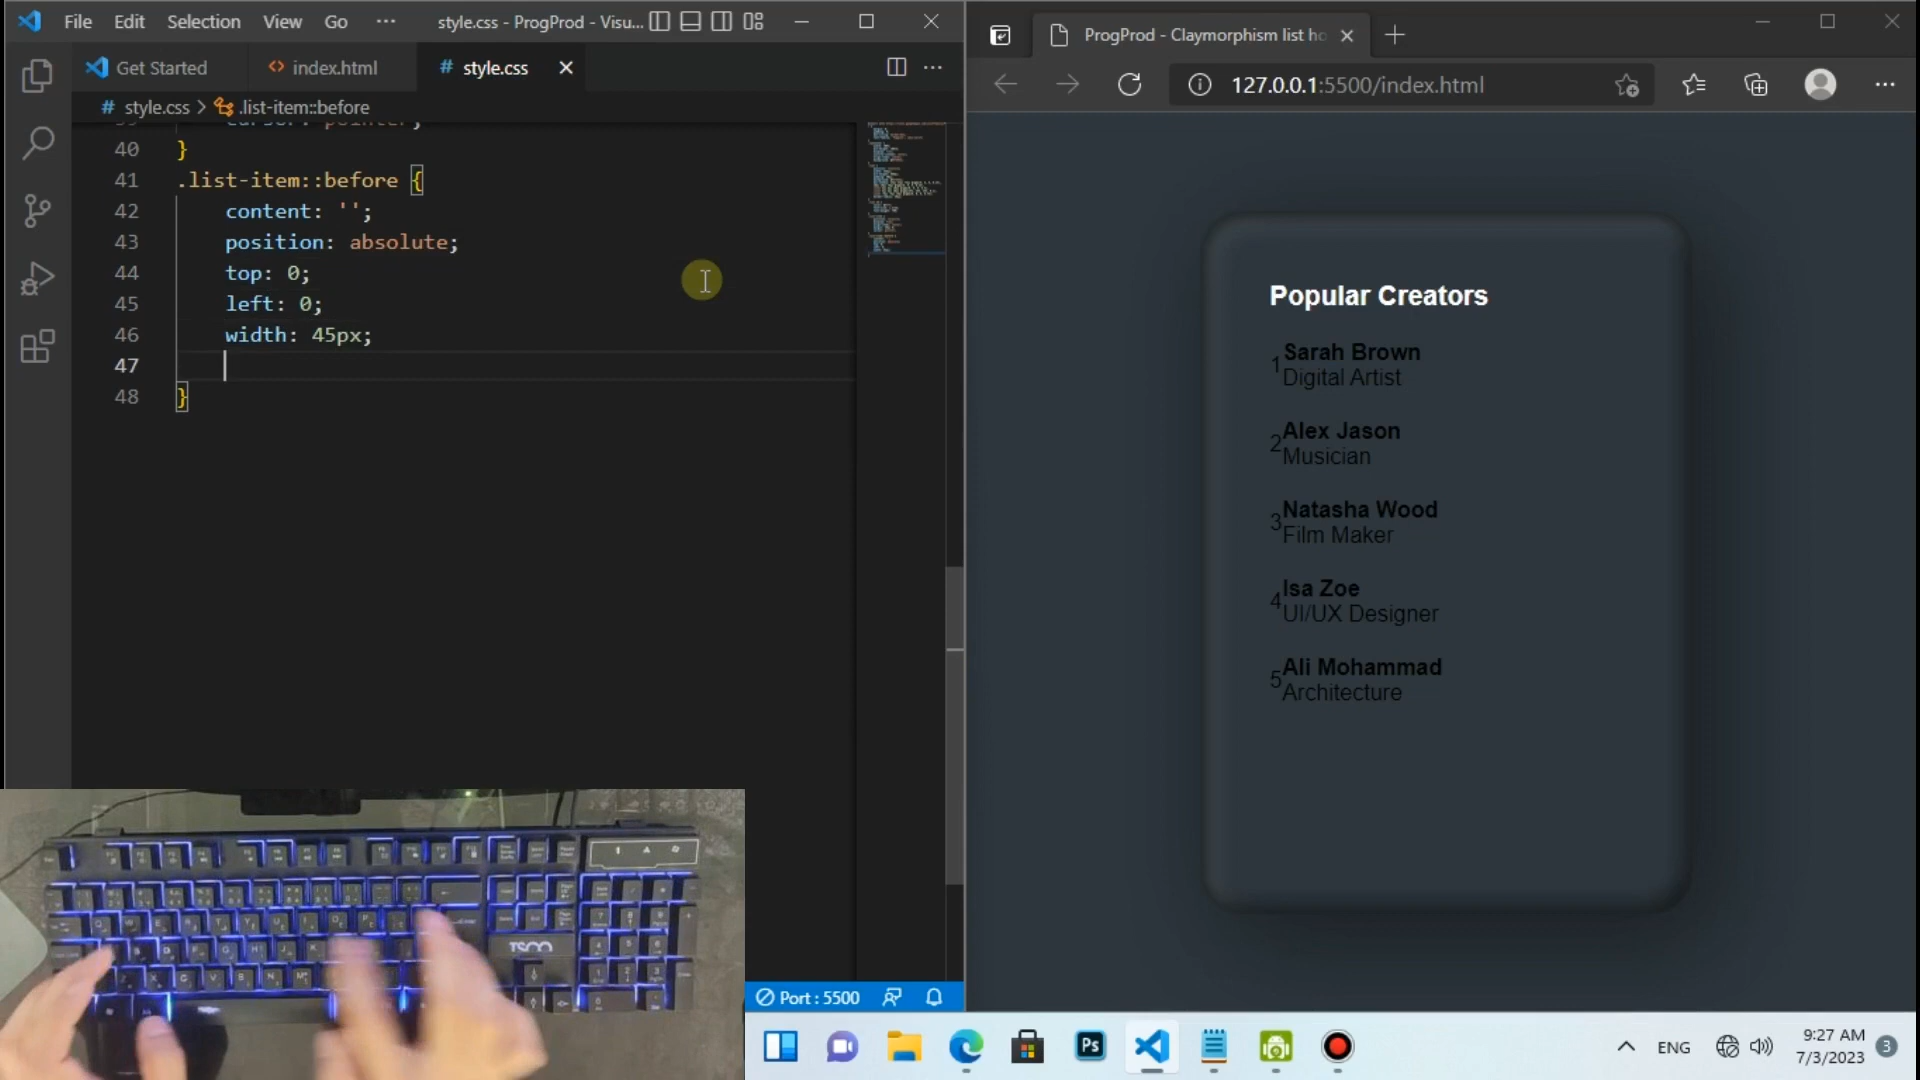 File Edit Selection View Go ··· style.css - ProgProd - Visu...
Get Started index.html # style.css
# style.css > .list-item::before
40 }
41 .list-item::before {
42 content: '';
43 position: absolute;
44 top: 0;
45 left: 0;
46 width: 45px;
47
48 }
Port : 5500
ProgProd - Claymorphism list ho
127.0.0.1:5500/index.html
Popular Creators
1 Sarah Brown
Digital Artist
2 Alex Jason
Musician
3 Natasha Wood
Film Maker
4 Isa Zoe
UI/UX Designer
5 Ali Mohammad
Architecture
TSCO
Ps
ENG
9:27 AM
7/3/2023
3